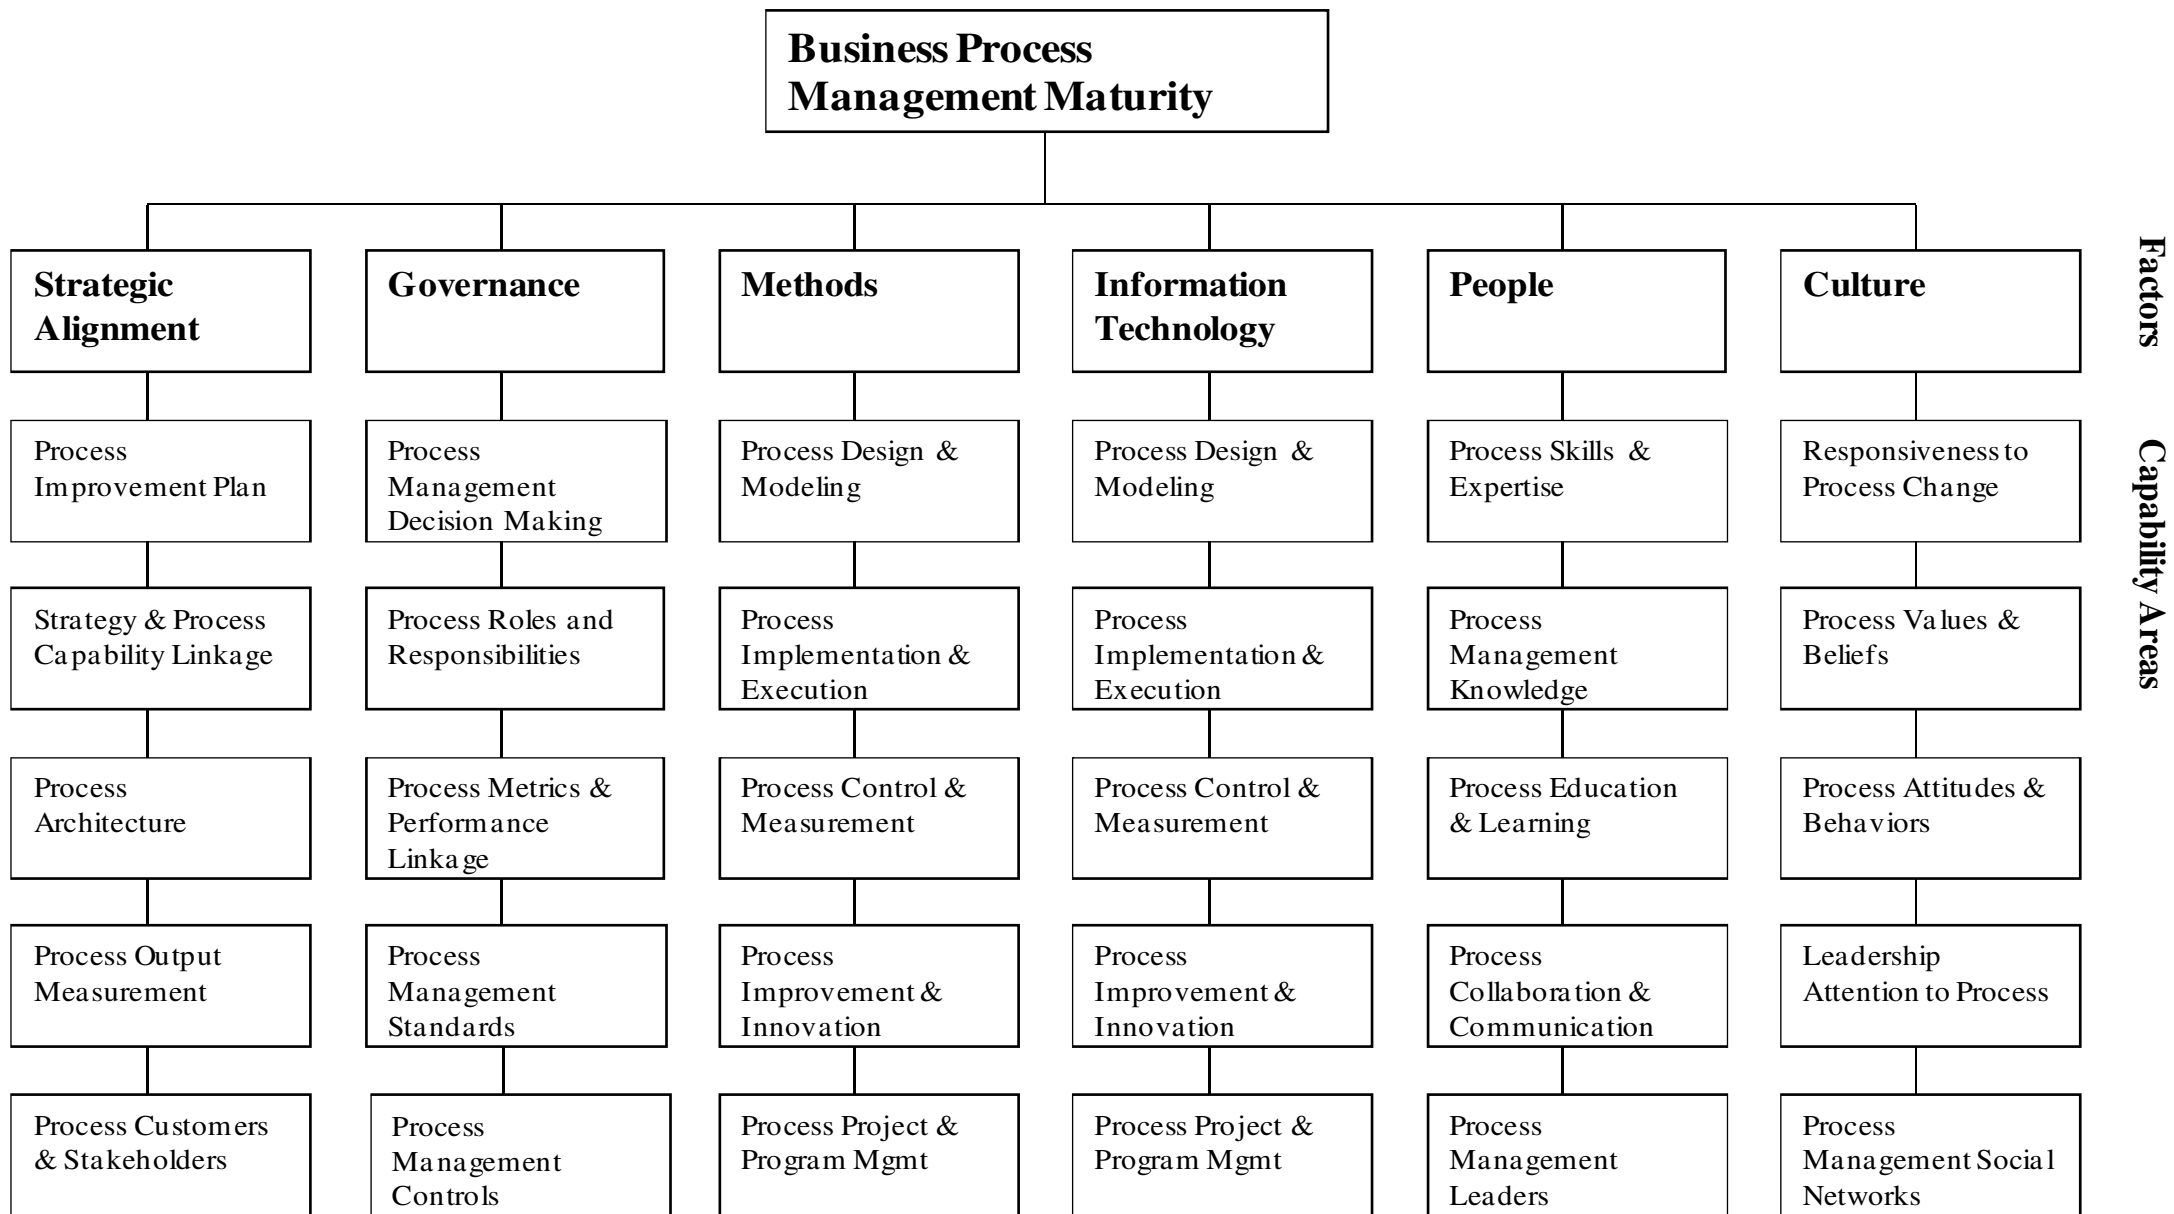 Business Process
Management Maturity
Strategic
Alignment
Governance
Methods
Information
Technology
People
Culture
Factors
Process
Improvement Plan
Process
Management
Decision Making
Process Design &
Modeling
Process Design &
Modeling
Process Skills &
Expertise
Responsiveness to
Process Change
Capability Areas
Strategy & Process
Capability Linkage
Process Roles and
Responsibilities
Process
Implementation &
Execution
Process
Implementation &
Execution
Process
Management
Knowledge
Process Values &
Beliefs
Process
Architecture
Process Metrics &
Performance
Linkage
Process Control &
Measurement
Process Control &
Measurement
Process Education
& Learning
Process Attitudes &
Behaviors
Process Output
Measurement
Process
Management
Standards
Process
Improvement &
Innovation
Process
Improvement &
Innovation
Process
Collaboration &
Communication
Leadership
Attention to Process
Process Customers
& Stakeholders
Process
Management
Controls
Process Project &
Program Mgmt
Process Project &
Program Mgmt
Process
Management
Leaders
Process
Management Social
Networks